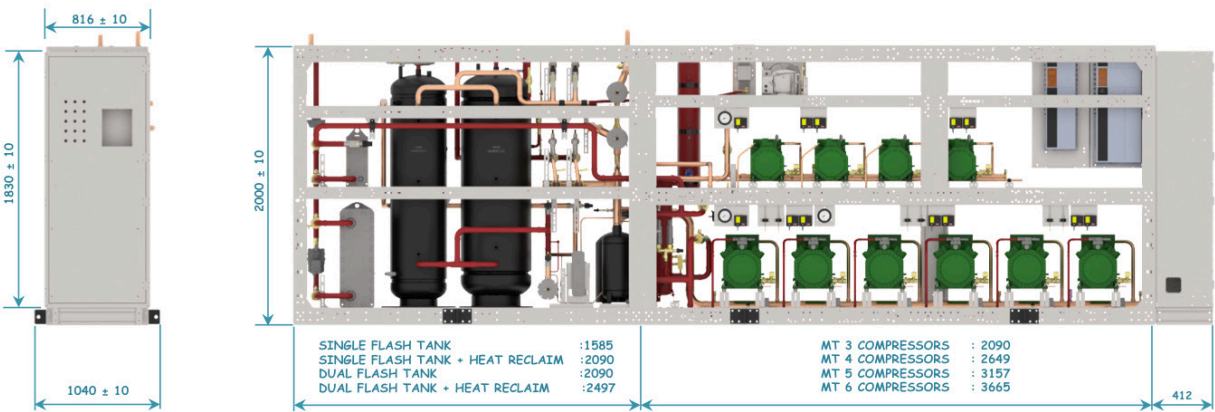 816 ± 10
1830 ± 10
1040 ± 10
2000 ± 10
SINGLE FLASH TANK :1585
SINGLE FLASH TANK + HEAT RECLAIM :2090
DUAL FLASH TANK :2090
DUAL FLASH TANK + HEAT RECLAIM :2497
MT 3 COMPRESSORS : 2090
MT 4 COMPRESSORS : 2649
MT 5 COMPRESSORS : 3157
MT 6 COMPRESSORS : 3665
412